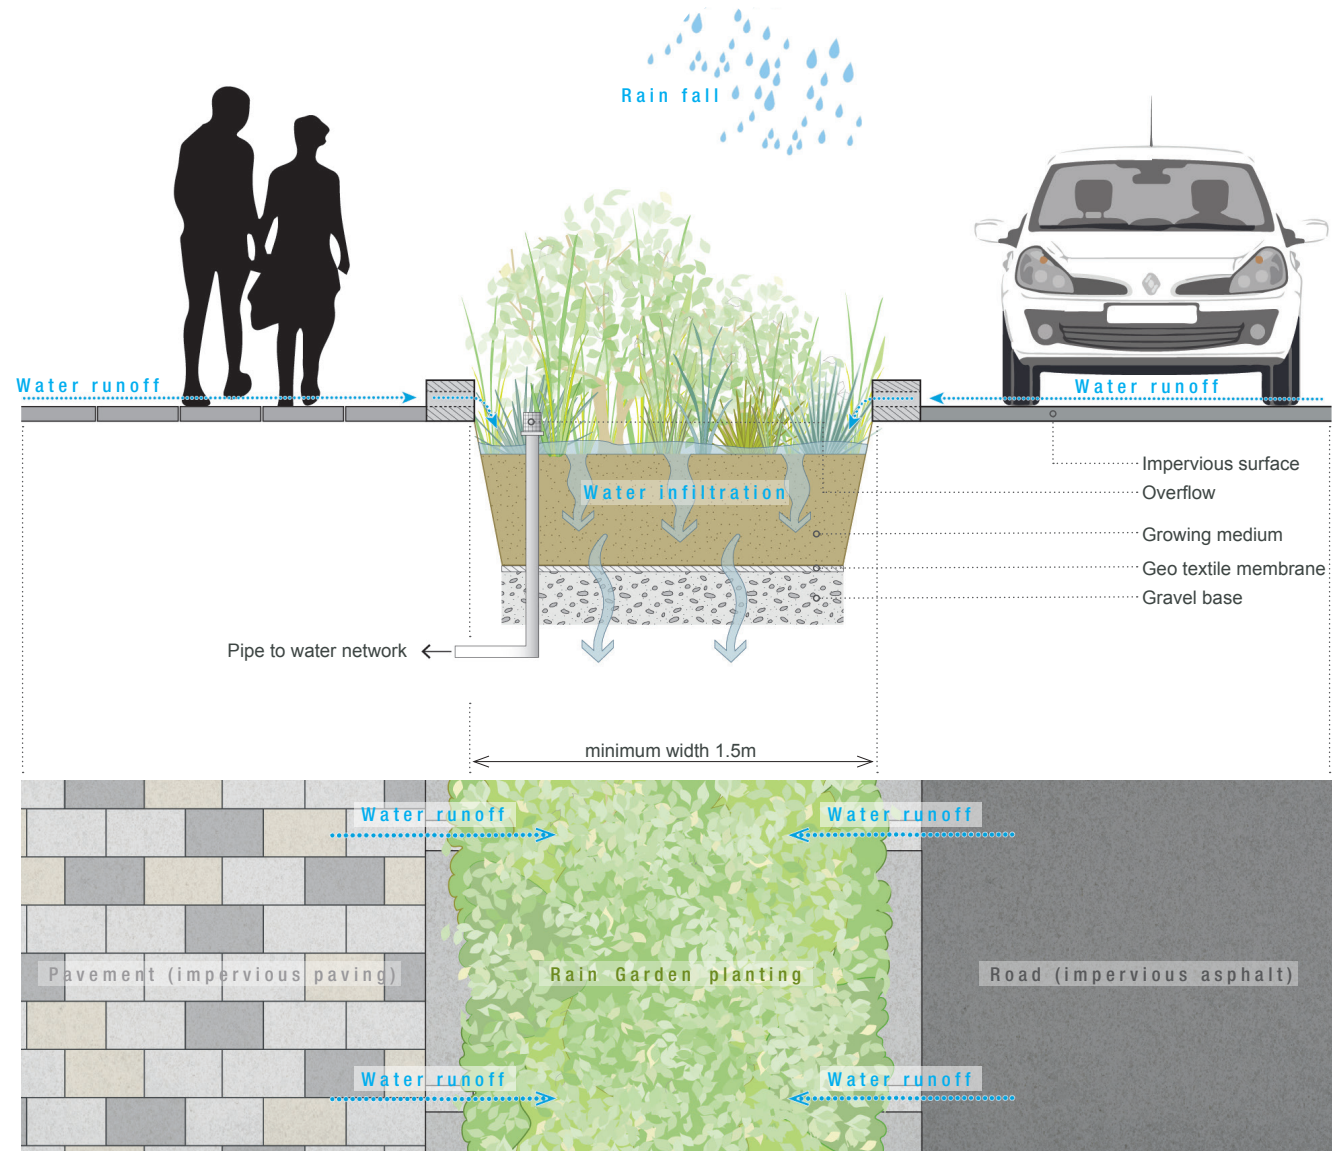 Rain fall
Water runoff
Water runoff
Impervious surface
Water infiltration
Overflow
Growing medium
Geo textile membrane
Gravel base
Pipe to water network
minimum width 1.5m
Water runoff
Water runoff
Pavement (impervious paving)
Rain Garden planting
Road (impervious asphalt)
Water runoff
Water runoff